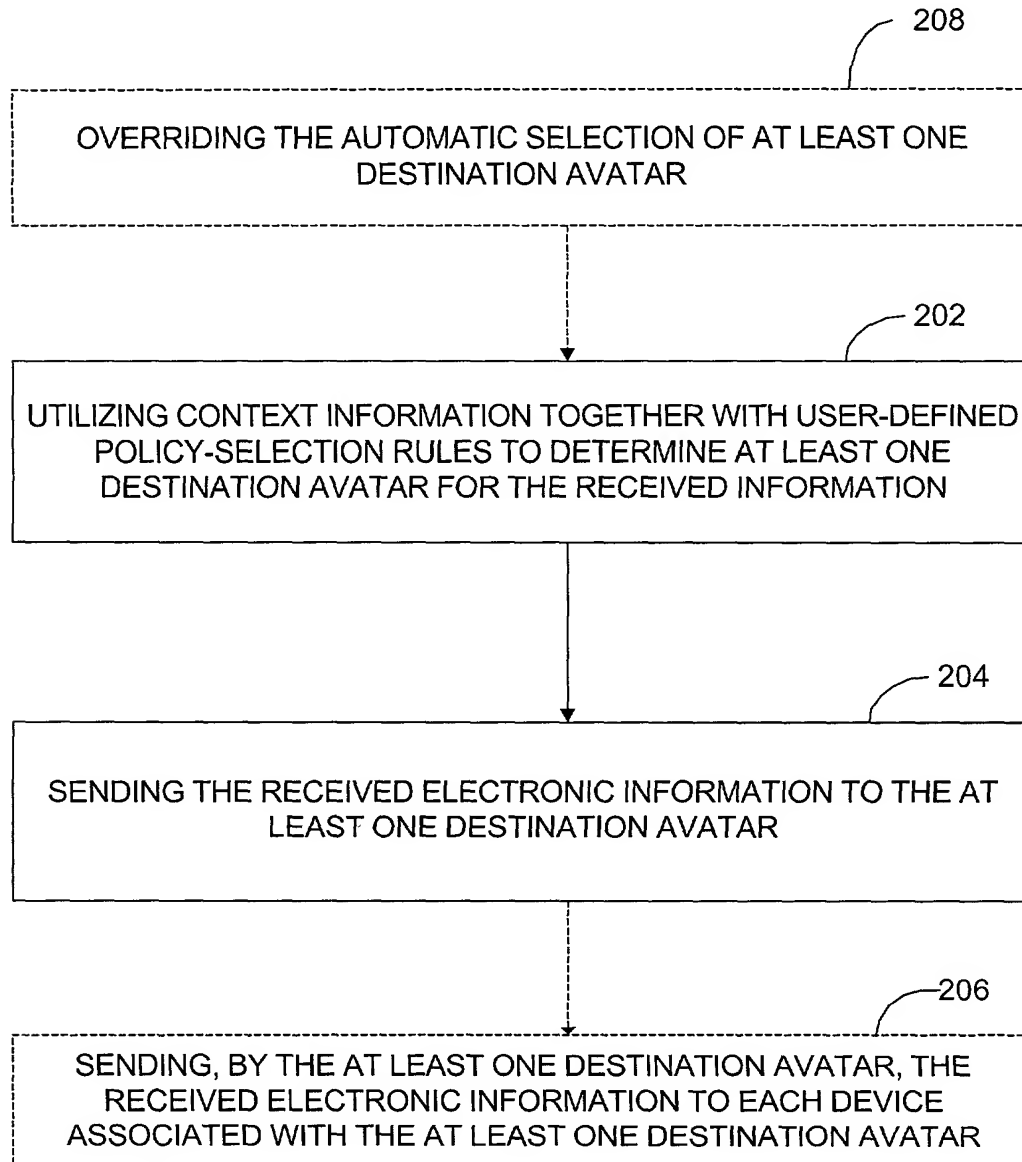 208
OVERRIDING THE AUTOMATIC SELECTION OF AT LEAST ONE
DESTINATION AVATAR
202
UTILIZING CONTEXT INFORMATION TOGETHER WITH USER-DEFINED
POLICY-SELECTION RULES TO DETERMINE AT LEAST ONE
DESTINATION AVATAR FOR THE RECEIVED INFORMATION
204
SENDING THE RECEIVED ELECTRONIC INFORMATION TO THE AT
LEAST ONE DESTINATION AVATAR
206
SENDING, BY THE AT LEAST ONE DESTINATION AVATAR, THE
RECEIVED ELECTRONIC INFORMATION TO EACH DEVICE
ASSOCIATED WITH THE AT LEAST ONE DESTINATION AVATAR